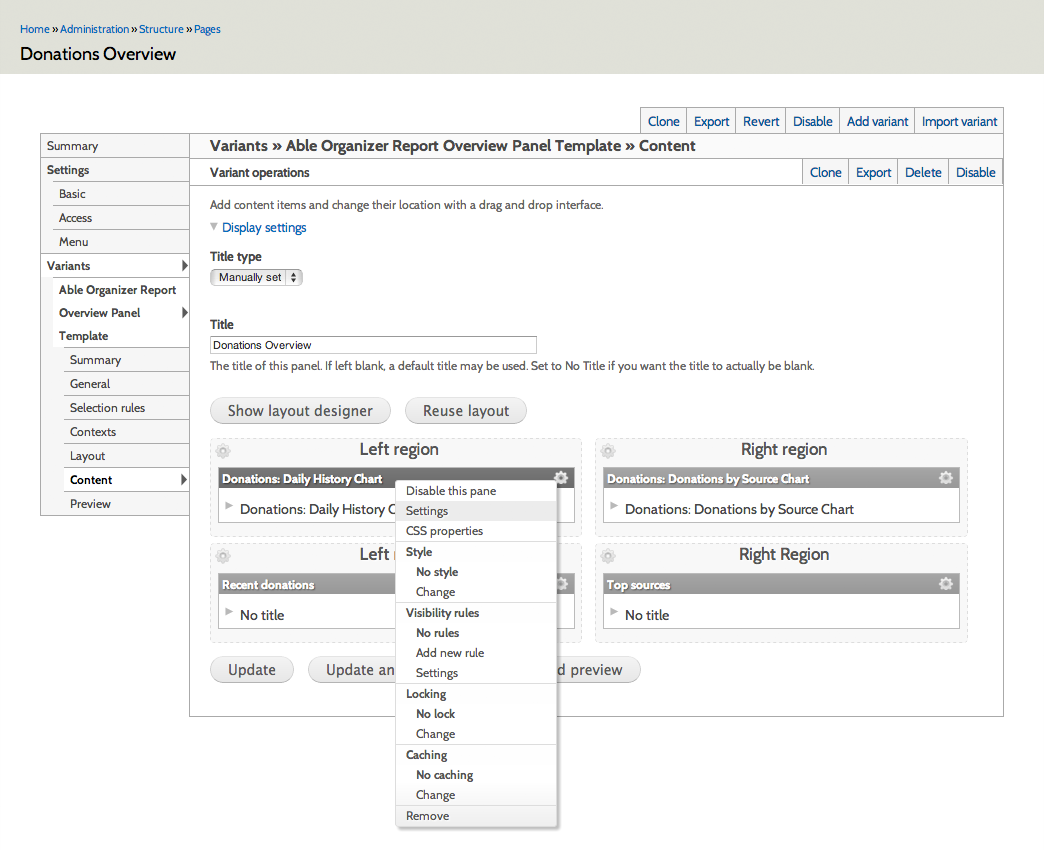 Home » Administration » Structure » Pages
Donations Overview
Clone Export Revert Disable Add variant Import variant
Summary
Settings
Basic
Access
Menu
Variants
Able Organizer Report
Overview Panel
Template
Summary
General
Selection rules
Contexts
Layout
Content
Preview
Variants » Able Organizer Report Overview Panel Template » Content
Variant operations
Clone Export Delete Disable
Add content items and change their location with a drag and drop interface.
Display settings
Title type
Manually set
Title
Donations Overview
The title of this panel. If left blank, a default title may be used. Set to No Title if you want the title to actually be blank.
Show layout designer Reuse layout
Left region
Donations: Daily History Chart
Donations: Daily History C
Right region
Donations: Donations by Source Chart
Donations: Donations by Source Chart
Left
Recent donations
No title
Right Region
Top sources
No title
Update Update an d preview
Disable this pane
Settings
CSS properties
Style
No style
Change
Visibility rules
No rules
Add new rule
Settings
Locking
No lock
Change
Caching
No caching
Change
Remove